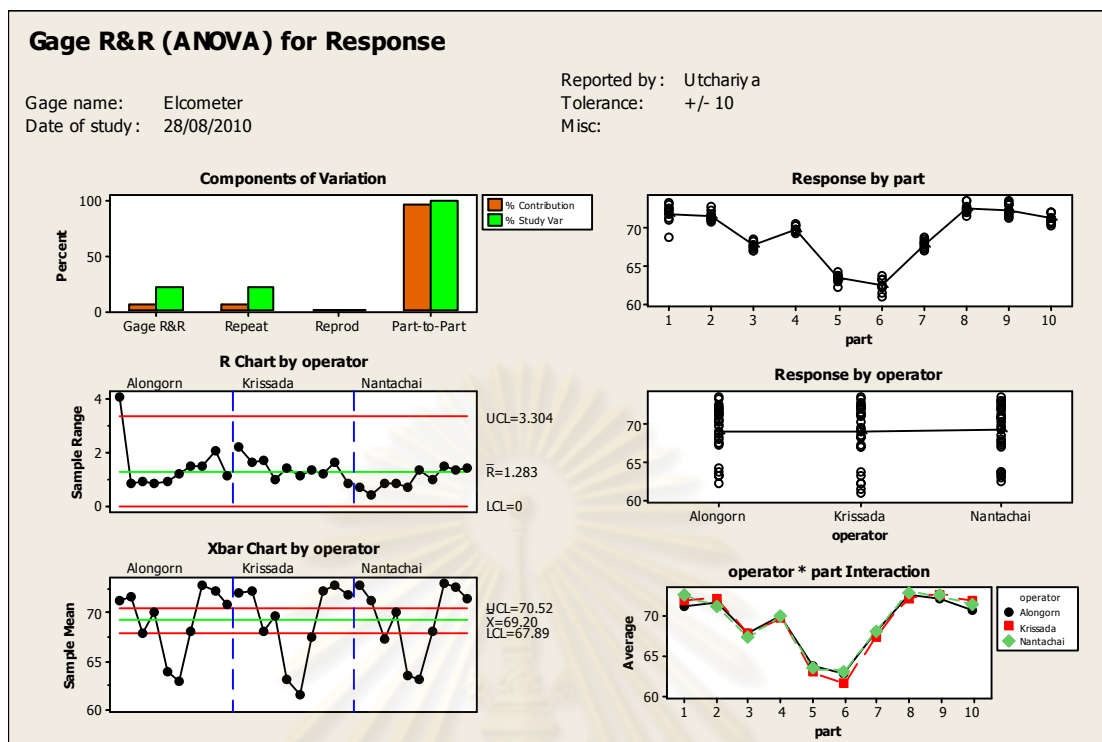 Gage R&R (ANOVA) for Response
Gage name: Elcometer
Date of study: 28/08/2010
Reported by: Utchariya
Tolerance: +/- 10
Misc:
Components of Variation
100
50
0
Percent
Gage R&R Repeat Reprod Part-to-Part
% Contribution
% Study Var
R Chart by operator
Alongorn Krissada Nantachai
4
2
0
Sample Range
UCL=3.304
R=1.283
LCL=0
Xbar Chart by operator
Alongorn Krissada Nantachai
70
65
60
Sample Mean
UCL=70.52
X=69.20
LCL=67.89
Response by part
70
65
60
1 2 3 4 5 6 7 8 9 10
part
Response by operator
70
65
60
Alongorn Krissada Nantachai
operator
operator * part Interaction
70
65
60
Average
1 2 3 4 5 6 7 8 9 10
part
operator
Alongorn
Krissada
Nantachai